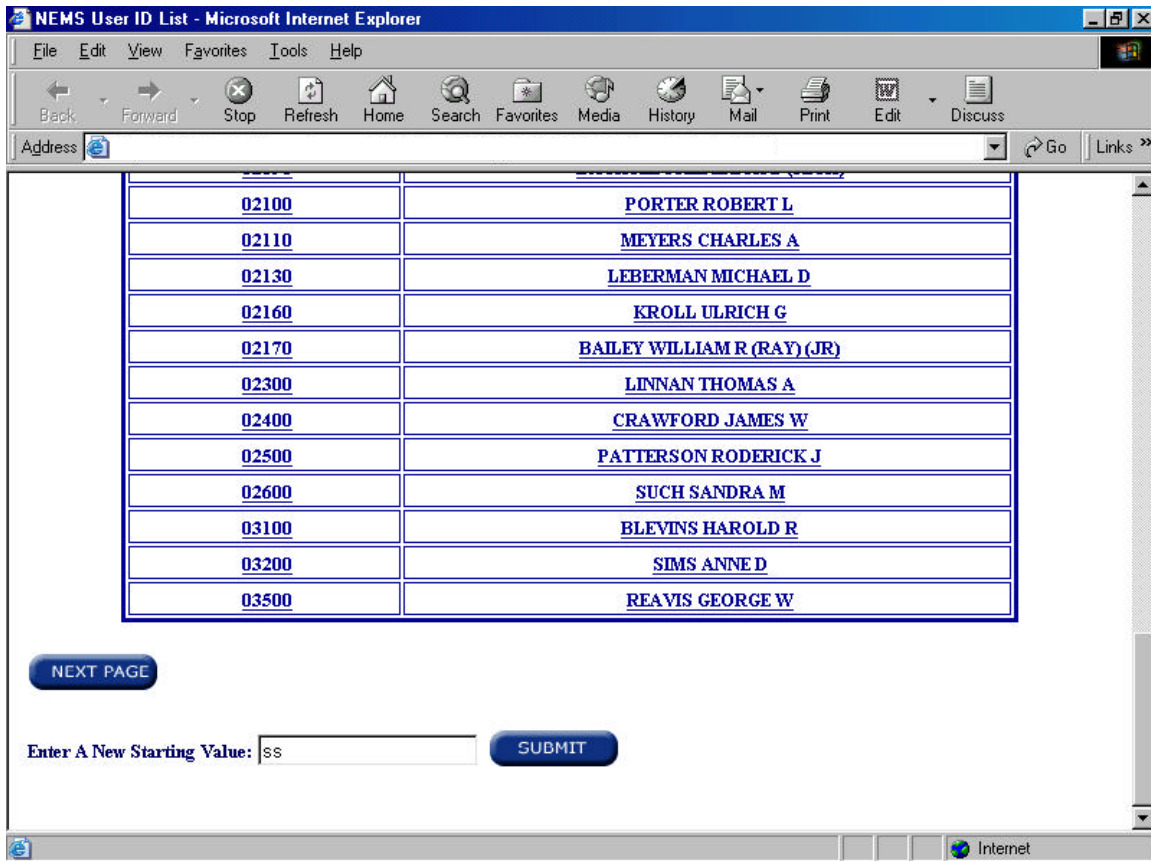 NEMS User ID List - Microsoft Internet Explorer
File Edit View Favorites Tools Help
Back Forward Stop Refresh Home Search Favorites Media History Mail Print Edit Discuss
Address Go Links »
02100 PORTER ROBERT L
02110 MEYERS CHARLES A
02130 LEBERMAN MICHAEL D
02160 KROLL ULRICH G
02170 BAILEY WILLIAM R (RAY) (JR)
02300 LINNAN THOMAS A
02400 CRAWFORD JAMES W
02500 PATTERSON RODERICK J
02600 SUCH SANDRA M
03100 BLEVINS HAROLD R
03200 SIMS ANNE D
03500 REAVIS GEORGE W
NEXT PAGE
Enter A New Starting Value: ss SUBMIT
Internet